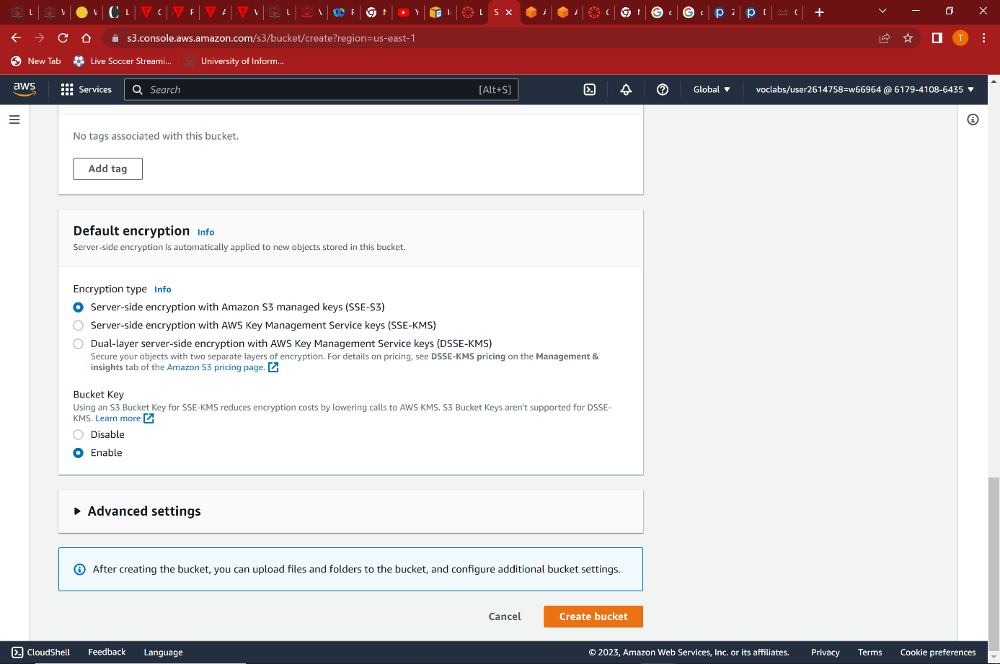 s3.console.aws.amazon.com/s3/bucket/create?region=us-east-1
T
New Tab
Live Soccer Streami...
University of Inform...
aws
Services
Search
[Alt+S]
Global
voclabs/user2614758=w66964 @ 6179-4108-6435
No tags associated with this bucket.
Add tag
Default encryption Info
Server-side encryption is automatically applied to new objects stored in this bucket.
Encryption type Info
Server-side encryption with Amazon S3 managed keys (SSE-S3)
Server-side encryption with AWS Key Management Service keys (SSE-KMS)
Dual-layer server-side encryption with AWS Key Management Service keys (DSSE-KMS)
Secure your objects with two separate layers of encryption. For details on pricing, see DSSE-KMS pricing on the Management &
insights tab of the Amazon S3 pricing page.
Bucket Key
Using an S3 Bucket Key for SSE-KMS reduces encryption costs by lowering calls to AWS KMS. S3 Bucket Keys aren't supported for DSSE-
KMS. Learn more
Disable
Enable
Advanced settings
After creating the bucket, you can upload files and folders to the bucket, and configure additional bucket settings.
Cancel
Create bucket
CloudShell
Feedback
Language
© 2023, Amazon Web Services, Inc. or its affiliates.
Privacy
Terms
Cookie preferences